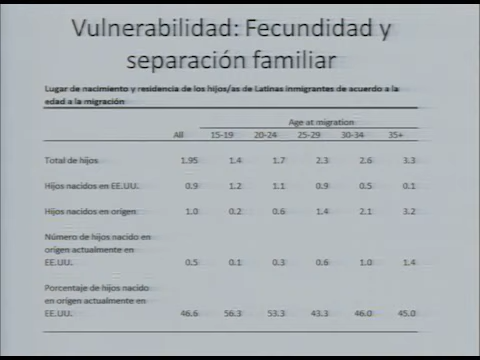 Vulnerabilidad: Fecundidad y
separación familiar
Lugar de nacimiento y residencia de los hijos/as de Latinas inmigrantes de acuerdo a la
edad a la migración
Age at migration
All 15-19 20-24 25-29 30-34 35+
Total de hijos 1.95 1.4 1.7 2.3 2.6 3.3
Hijos nacidos en EE.UU. 0.9 1.2 1.1 0.9 0.5 0.1
Hijos nacidos en origen 1.0 0.2 0.6 1.4 2.1 3.2
Número de hijos nacido en
origen actualmente en
EE.UU. 0.5 0.1 0.3 0.6 1.0 1.4
Porcentaje de hijos nacido
en origen actualmente en
EE.UU. 46.6 56.3 53.3 43.3 46.0 45.0